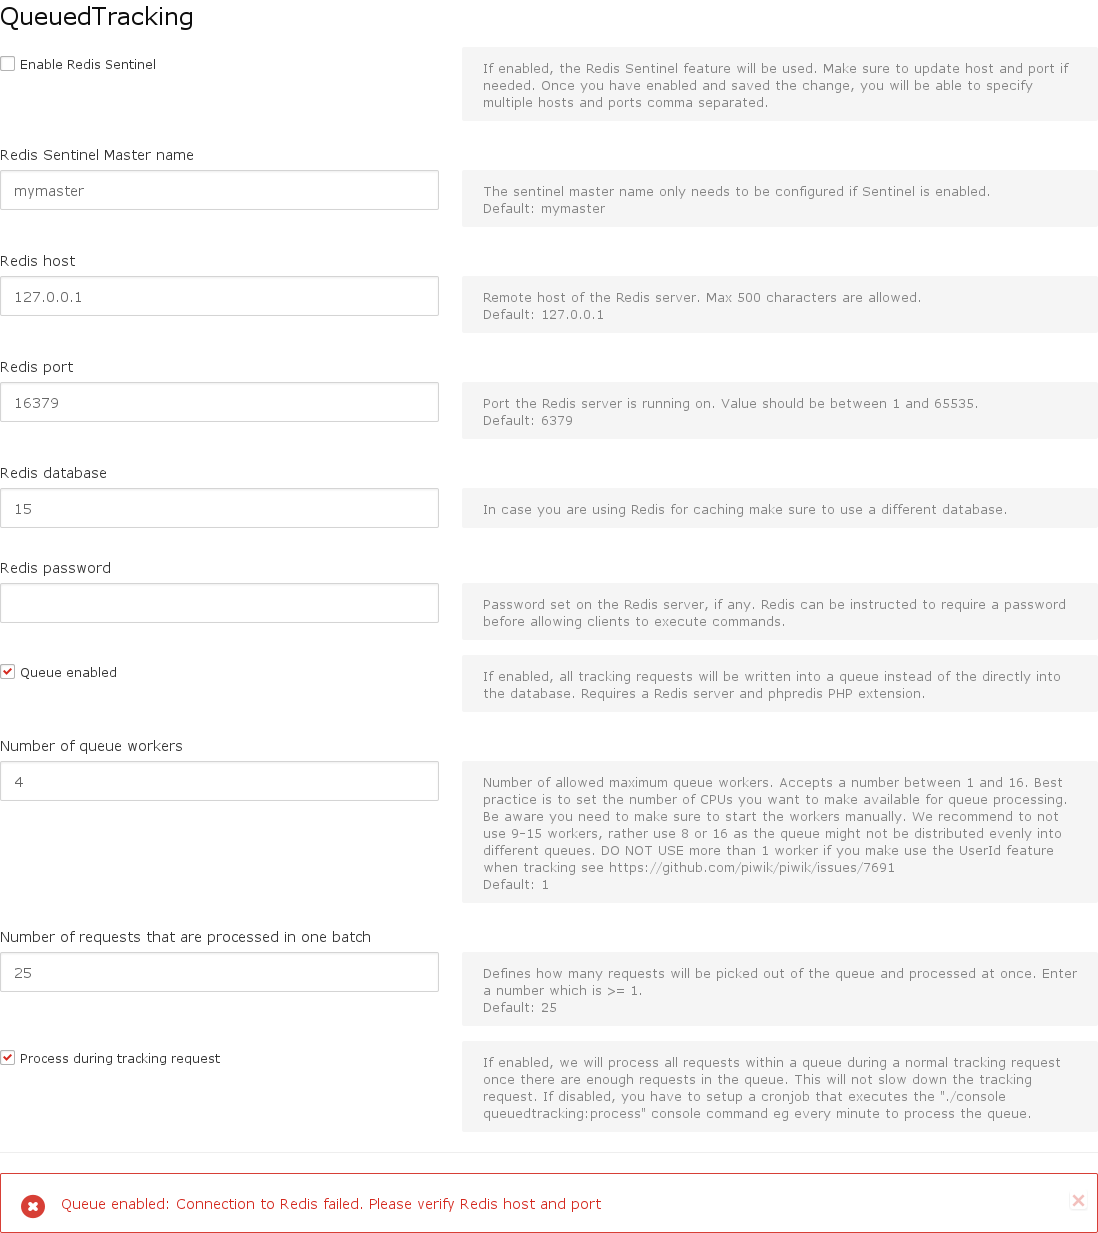 QueuedTracking
Enable Redis Sentinel
If enabled, the Redis Sentinel feature will be used. Make sure to update host and port if
needed. Once you have enabled and saved the change, you will be able to specify
multiple hosts and ports comma separated.
Redis Sentinel Master name
mymaster
The sentinel master name only needs to be configured if Sentinel is enabled.
Default: mymaster
Redis host
127.0.0.1
Remote host of the Redis server. Max 500 characters are allowed.
Default: 127.0.0.1
Redis port
16379
Port the Redis server is running on. Value should be between 1 and 65535.
Default: 6379
Redis database
15
In case you are using Redis for caching make sure to use a different database.
Redis password
Password set on the Redis server, if any. Redis can be instructed to require a password
before allowing clients to execute commands.
Queue enabled
If enabled, all tracking requests will be written into a queue instead of the directly into
the database. Requires a Redis server and phpredis PHP extension.
Number of queue workers
4
Number of allowed maximum queue workers. Accepts a number between 1 and 16. Best
practice is to set the number of CPUs you want to make available for queue processing.
Be aware you need to make sure to start the workers manually. We recommend to not
use 9-15 workers, rather use 8 or 16 as the queue might not be distributed evenly into
different queues. DO NOT USE more than 1 worker if you make use the UserId feature
when tracking see https://github.com/piwik/piwik/issues/7691
Default: 1
Number of requests that are processed in one batch
25
Defines how many requests will be picked out of the queue and processed at once. Enter
a number which is >= 1.
Default: 25
Process during tracking request
If enabled, we will process all requests within a queue during a normal tracking request
once there are enough requests in the queue. This will not slow down the tracking
request. If disabled, you have to setup a cronjob that executes the "./console
queuedtracking:process" console command eg every minute to process the queue.
Queue enabled: Connection to Redis failed. Please verify Redis host and port